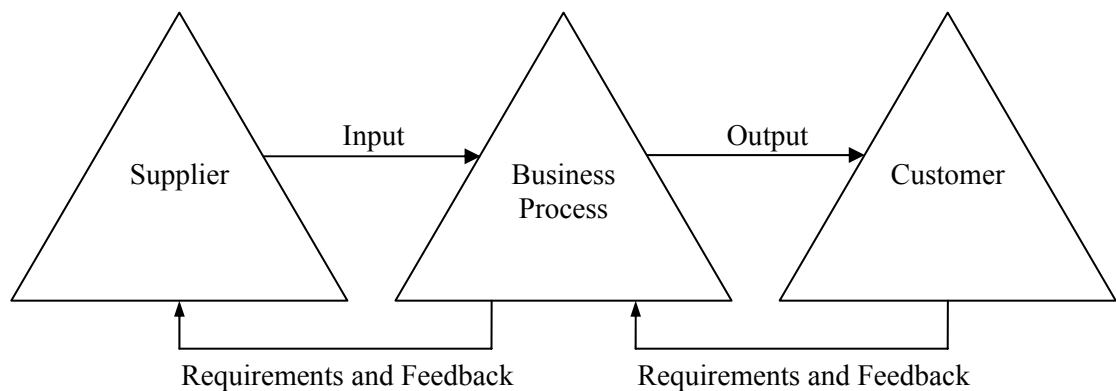 Input
Output
Supplier
Business
Process
Customer
Requirements and Feedback
Requirements and Feedback